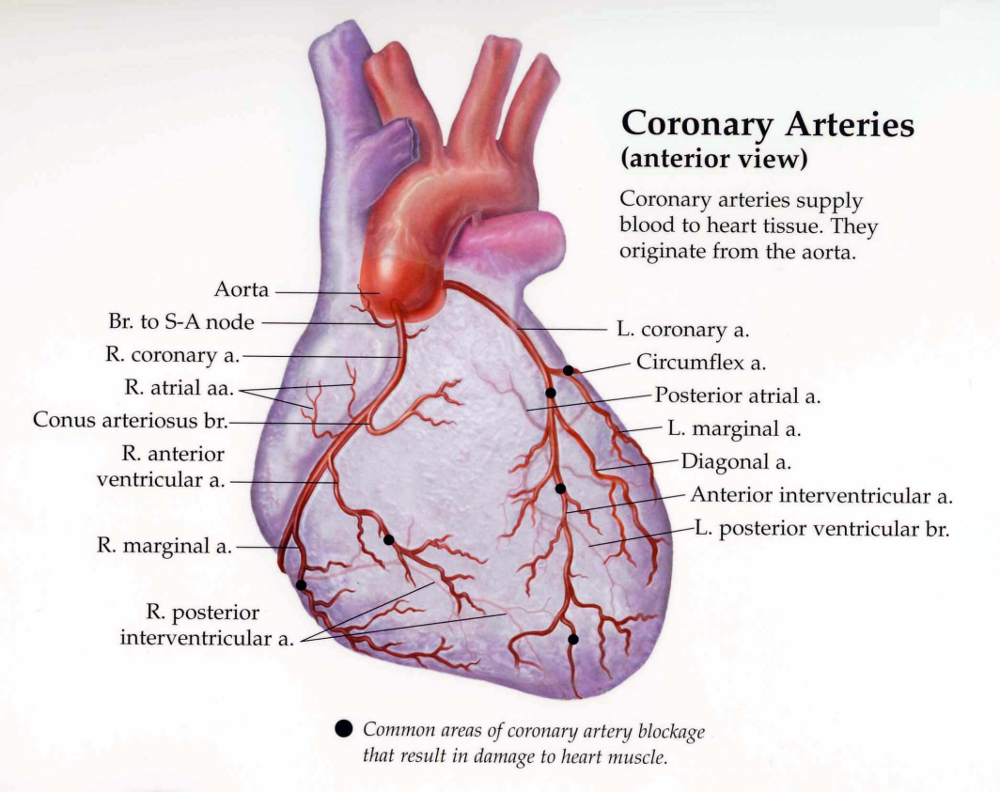 Coronary Arteries
(anterior view)
Coronary arteries supply
blood to heart tissue. They
originate from the aorta.
Aorta
Br. to S-A node
R. coronary a.
R. atrial aa.
Conus arteriosus br.
R. anterior
ventricular a.
R. marginal a.
R. posterior
interventricular a.
L. coronary a.
Circumflex a.
Posterior atrial a.
L. marginal a.
Diagonal a.
Anterior interventricular a.
L. posterior ventricular br.
Common areas of coronary artery blockage
that result in damage to heart muscle.